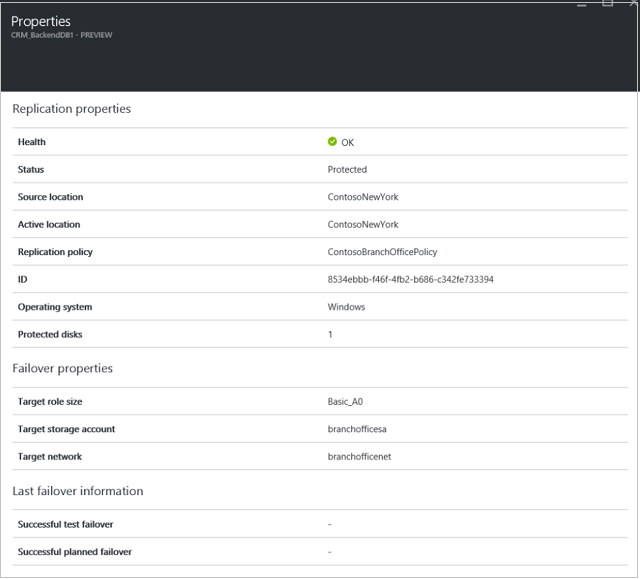 Properties
CRM_BackendDB1 - PREVIEW
Replication properties
Health OK
Status Protected
Source location ContosoNewYork
Active location ContosoNewYork
Replication policy ContosoBranchOfficePolicy
ID 8534ebbb-f46f-4fb2-b686-c342fe733394
Operating system Windows
Protected disks 1
Failover properties
Target role size Basic_A0
Target storage account branchofficesa
Target network branchofficenet
Last failover information
Successful test failover -
Successful planned failover -